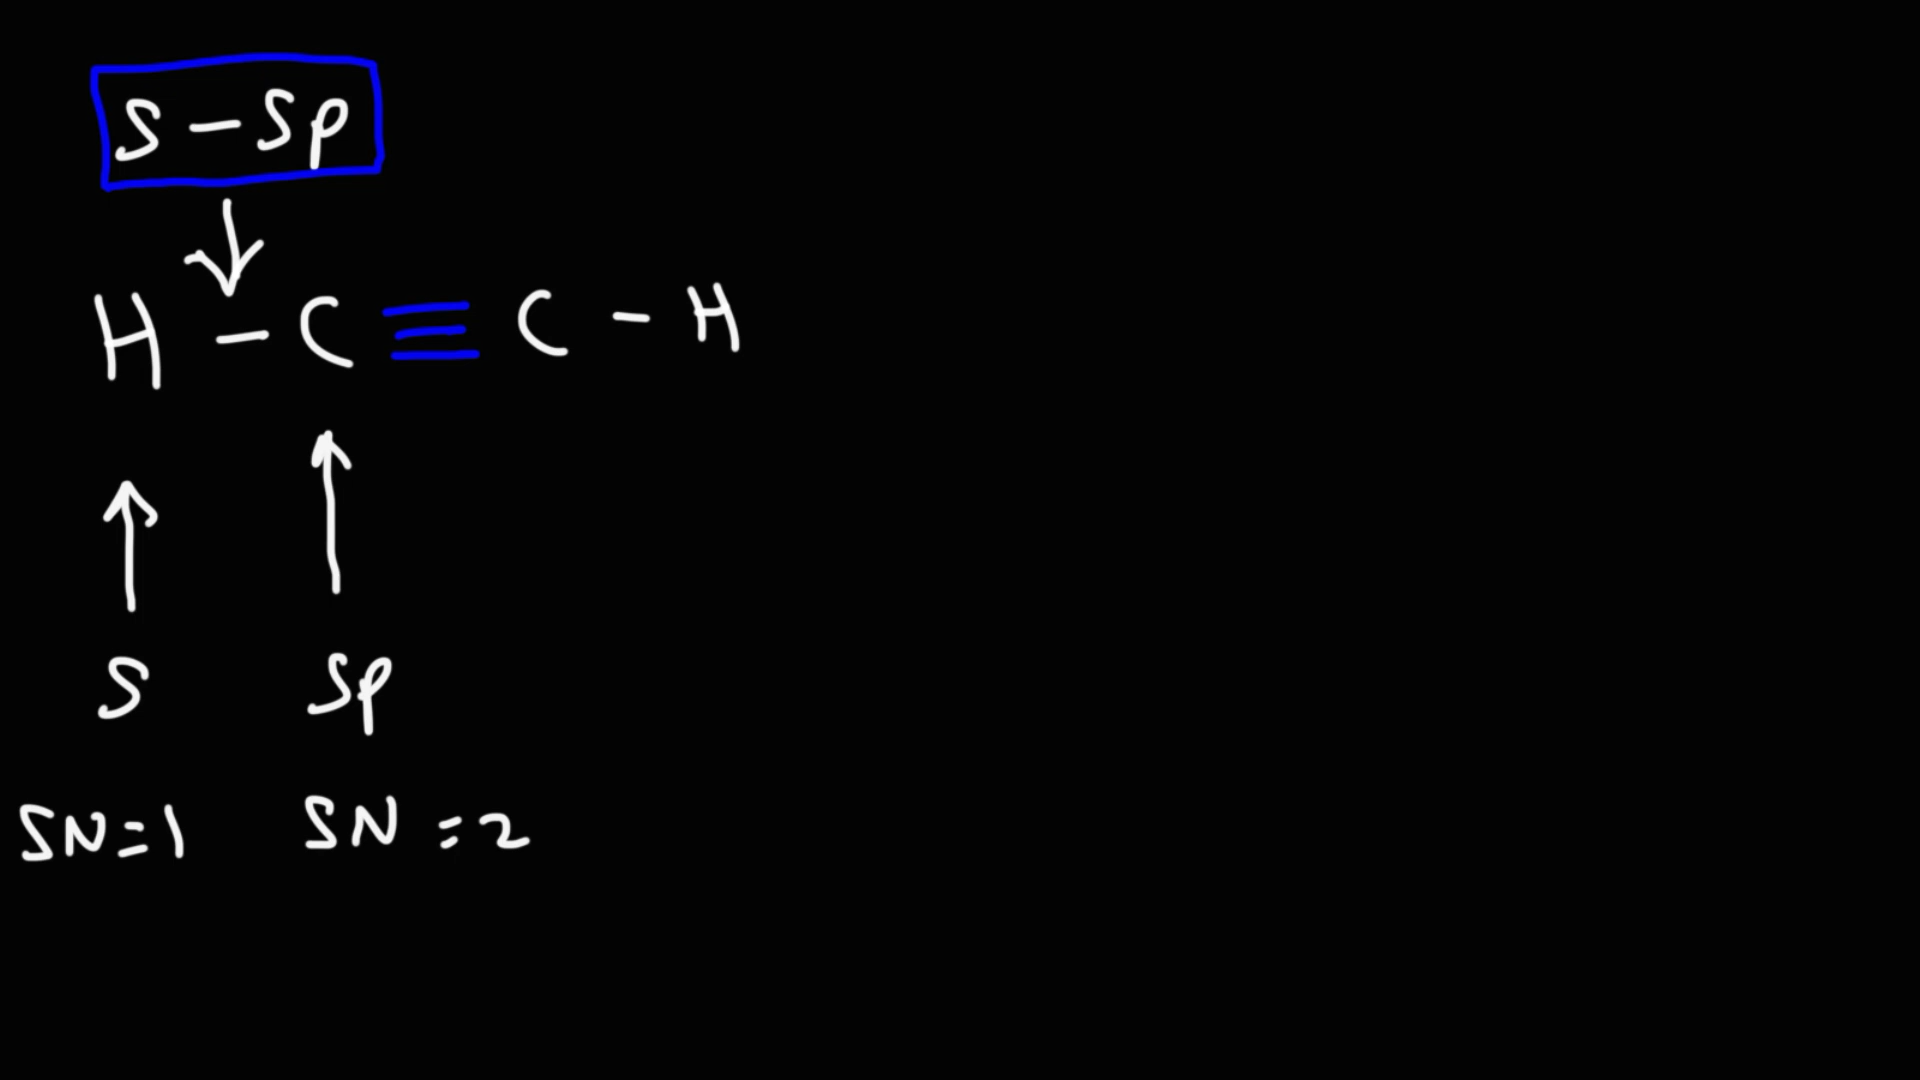 S - Sp
H - C ≡ C - H
S Sp
SN = 1 SN = 2